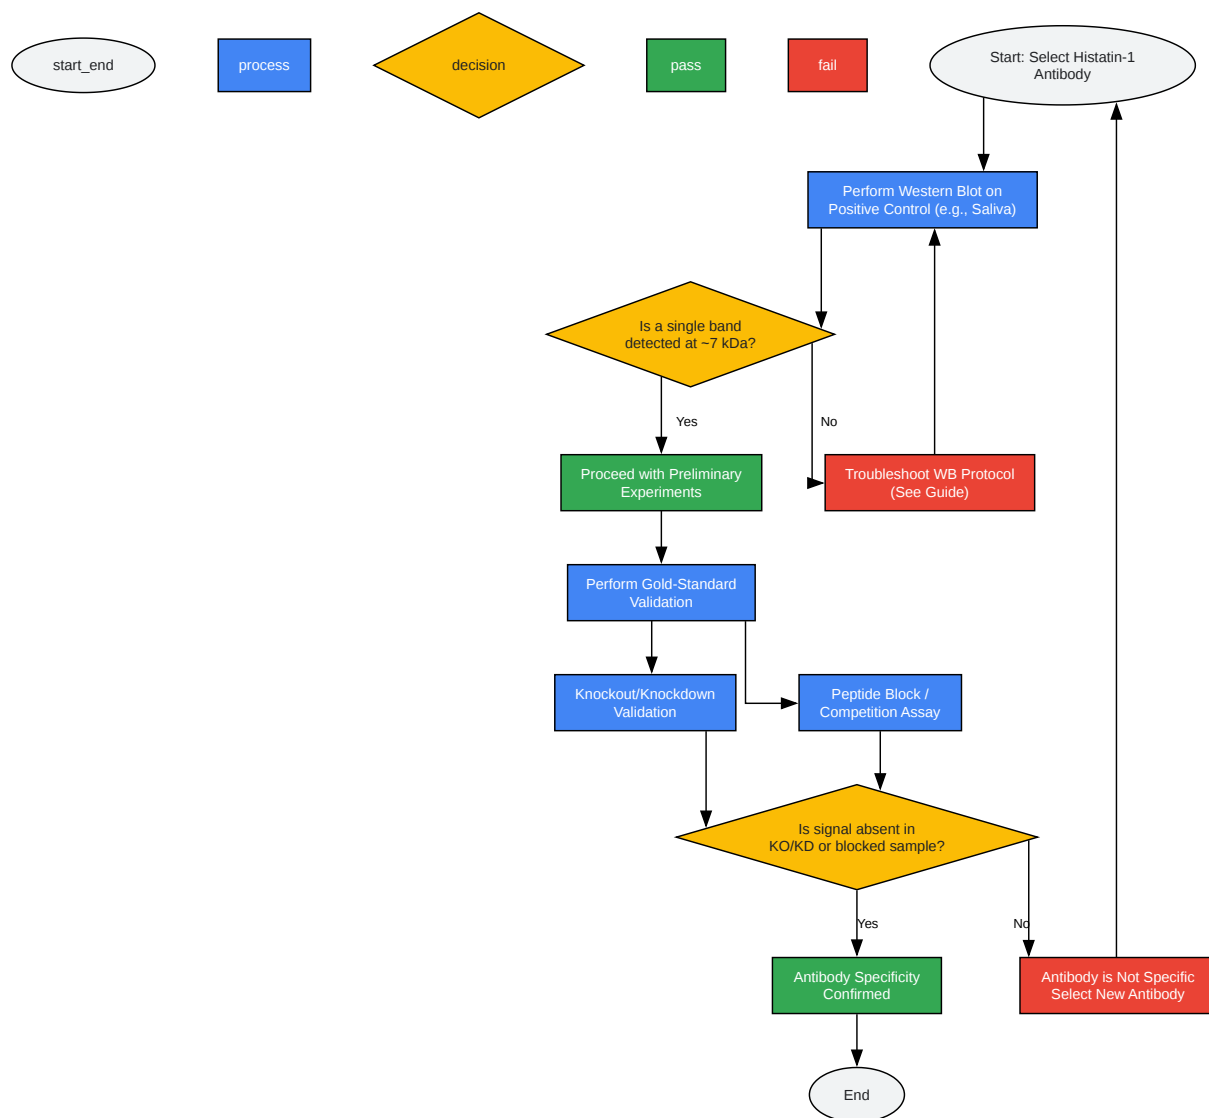 start_end
process
decision
pass
fail
Start: Select Histatin-1
Antibody
Perform Western Blot on
Positive Control (e.g., Saliva)
Is a single band
detected at ~7 kDa?
Yes
No
Proceed with Preliminary
Experiments
Troubleshoot WB Protocol
(See Guide)
Perform Gold-Standard
Validation
Knockout/Knockdown
Validation
Peptide Block /
Competition Assay
Is signal absent in
KO/KD or blocked sample?
Yes
No
Antibody Specificity
Confirmed
Antibody is Not Specific
Select New Antibody
End